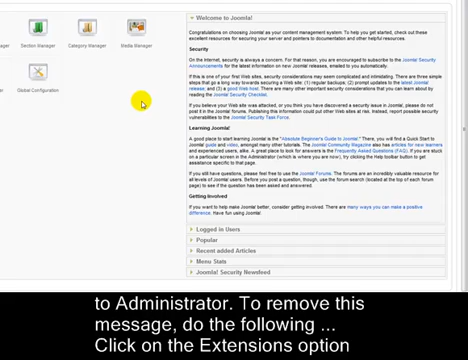 Section Manager
Category Manager
Media Manager
Global Configuration
Welcome to Joomla!
Congratulations on choosing Joomla! as your content management system. To help you get started, check out these
excellent resources for securing your server and pointers to documentation and other helpful resources.
Security
On the Internet, security is always a concern. For that reason, you are encouraged to subscribe to the Joomla! Security
Announcements for the latest information on new Joomla! releases, emailed to you automatically.
If this is one of your first Web sites, security considerations may seem complicated and intimidating. There are three simple
steps that go a long way towards securing a Web site: (1) regular backups; (2) prompt updates to the latest Joomla!
release; and (3) a good Web host. There are many other important security considerations that you can learn about by
reading the Joomla! Security Checklist.
If you believe your Web site was attacked, or you think you have discovered a security issue in Joomla!, please do not
post it in the Joomla! forums. Publishing this information could put other Web sites at risk. Instead, report possible security
vulnerabilities to the Joomla! Security Task Force.
Learning Joomla!
A good place to start learning Joomla! is the "Absolute Beginner's Guide to Joomla!." There, you will find a Quick Start to
Joomla! guide and video, amongst many other tutorials. The Joomla! Community Magazine also has articles for new learners
and experienced users, alike. A great place to look for answers is the Frequently Asked Questions (FAQ). If you are stuck
on a particular screen in the Administrator (which is where you are now), try clicking the Help toolbar button to get
assistance specific to that page.
If you still have questions, please feel free to use the Joomla! Forums. The forums are an incredibly valuable resource for
all levels of Joomla! users. Before you post a question, though, use the forum search (located at the top of each forum
page) to see if the question has been asked and answered.
Getting Involved
If you want to help make Joomla! better, consider getting involved. There are many ways you can make a positive
difference. Have fun using Joomla!
Logged in Users
Popular
Recent added Articles
Menu Stats
Joomla! Security Newsfeed
to Administrator. To remove this
message, do the following ...
Click on the Extensions option